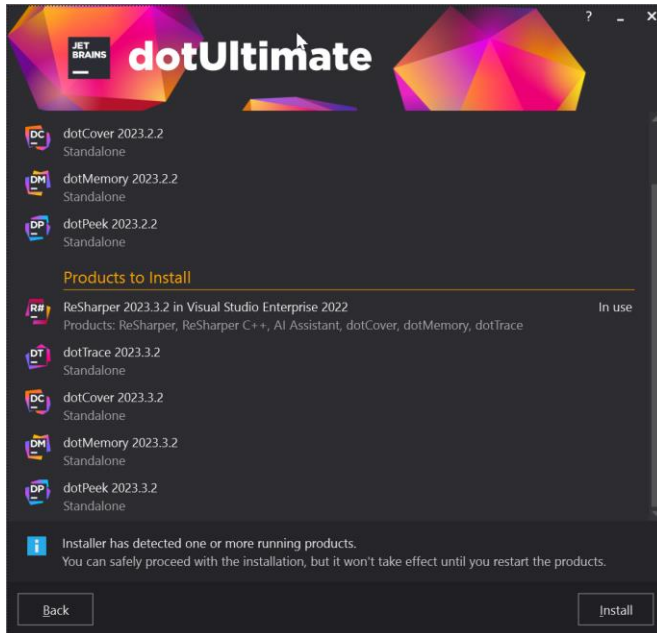 ? _ ×
JET
BRAINS
dotUltimate
DC
dotCover 2023.2.2
Standalone
DM
dotMemory 2023.2.2
Standalone
DP
dotPeek 2023.2.2
Standalone
Products to Install
R#
ReSharper 2023.3.2 in Visual Studio Enterprise 2022 In use
Products: ReSharper, ReSharper C++, AI Assistant, dotCover, dotMemory, dotTrace
DT
dotTrace 2023.3.2
Standalone
DC
dotCover 2023.3.2
Standalone
DM
dotMemory 2023.3.2
Standalone
DP
dotPeek 2023.3.2
Standalone
i
Installer has detected one or more running products.
You can safely proceed with the installation, but it won't take effect until you restart the products.
Back Install